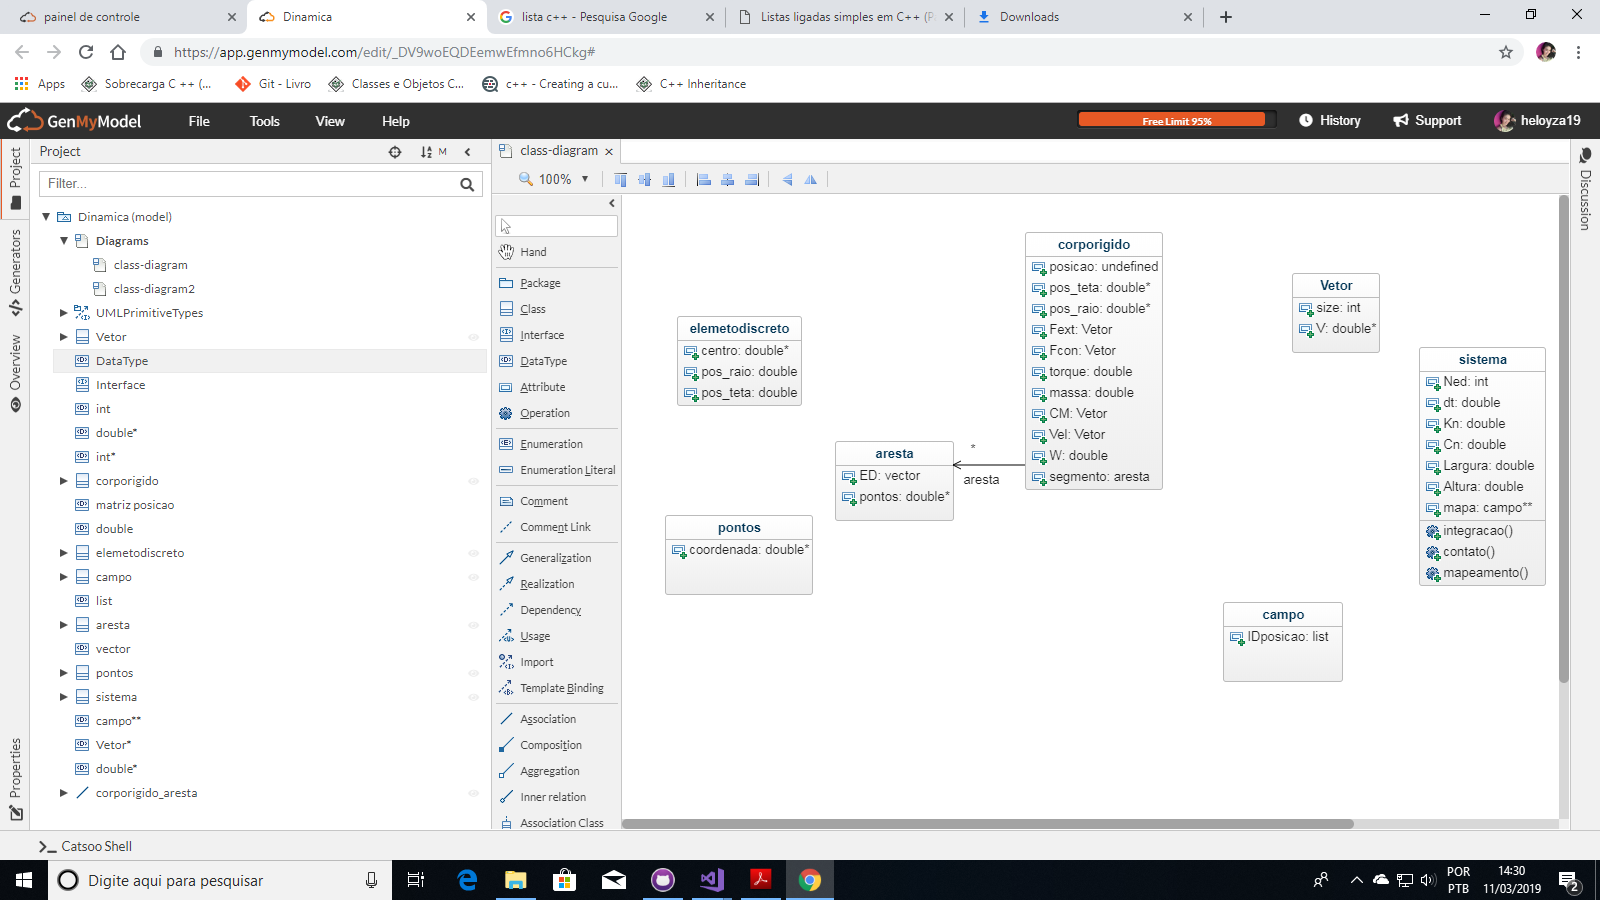 painel de controle
Dinamica
lista c++ - Pesquisa Google
Listas ligadas simples em C++ (P
Downloads
https://app.genmymodel.com/edit/_DV9woEQDEemwEfmno6HCkg#
Apps
Sobrecarga C ++ (...
Git - Livro
Classes e Objetos C...
c++ - Creating a cu...
C++ Inheritance
GenMyModel
File
Tools
View
Help
Free Limit 95%
History
Support
heloyza19
Project
Generators
Overview
Properties
Project
M
Filter...
Dinamica (model)
Diagrams
class-diagram
class-diagram2
UMLPrimitiveTypes
Vetor
DataType
Interface
int
double*
int*
corporigido
matriz posicao
double
elemetodiscreto
campo
list
aresta
vector
pontos
sistema
campo**
Vetor*
double*
corporigido_aresta
class-diagram
100%
Hand
Package
Class
Interface
DataType
Attribute
Operation
Enumeration
Enumeration Literal
Comment
Comment Link
Generalization
Realization
Dependency
Usage
Import
Template Binding
Association
Composition
Aggregation
Inner relation
Association Class
elemetodiscreto
centro: double*
pos_raio: double
pos_teta: double
pontos
coordenada: double*
aresta
ED: vector
pontos: double*
*
aresta
corporigido
posicao: undefined
pos_teta: double*
pos_raio: double*
Fext: Vetor
Fcon: Vetor
torque: double
massa: double
CM: Vetor
Vel: Vetor
W: double
segmento: aresta
Vetor
size: int
V: double*
sistema
Ned: int
dt: double
Kn: double
Cn: double
Largura: double
Altura: double
mapa: campo**
integracao()
contato()
mapeamento()
campo
IDposicao: list
Discussion
Catsoo Shell
Digite aqui para pesquisar
POR
PTB
14:30
11/03/2019
2